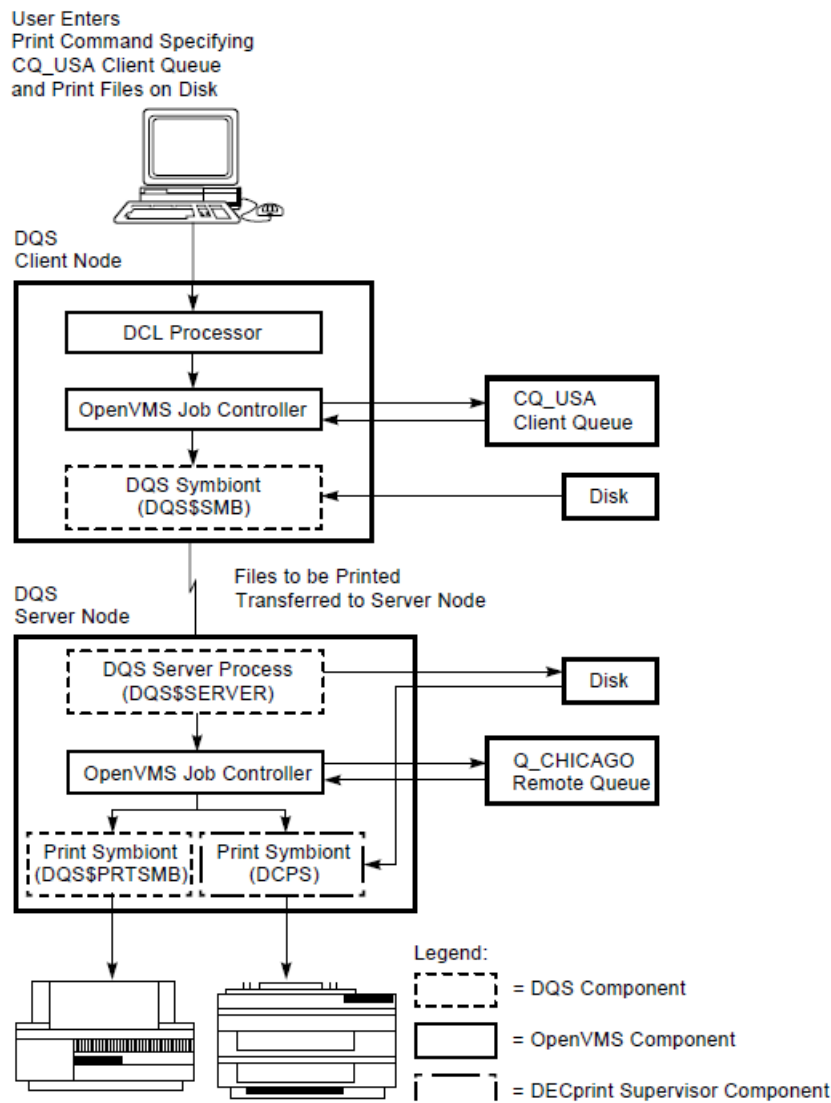 User Enters
Print Command Specifying
CQ_USA Client Queue
and Print Files on Disk
DQS
Client Node
DCL Processor
OpenVMS Job Controller
CQ_USA
Client Queue
DQS Symbiont
(DQS$SMB)
Disk
Files to be Printed
Transferred to Server Node
DQS
Server Node
DQS Server Process
(DQS$SERVER)
Disk
OpenVMS Job Controller
Q_CHICAGO
Remote Queue
Print Symbiont
(DQS$PRTSMB)
Print Symbiont
(DCPS)
Legend:
= DQS Component
= OpenVMS Component
= DECprint Supervisor Component